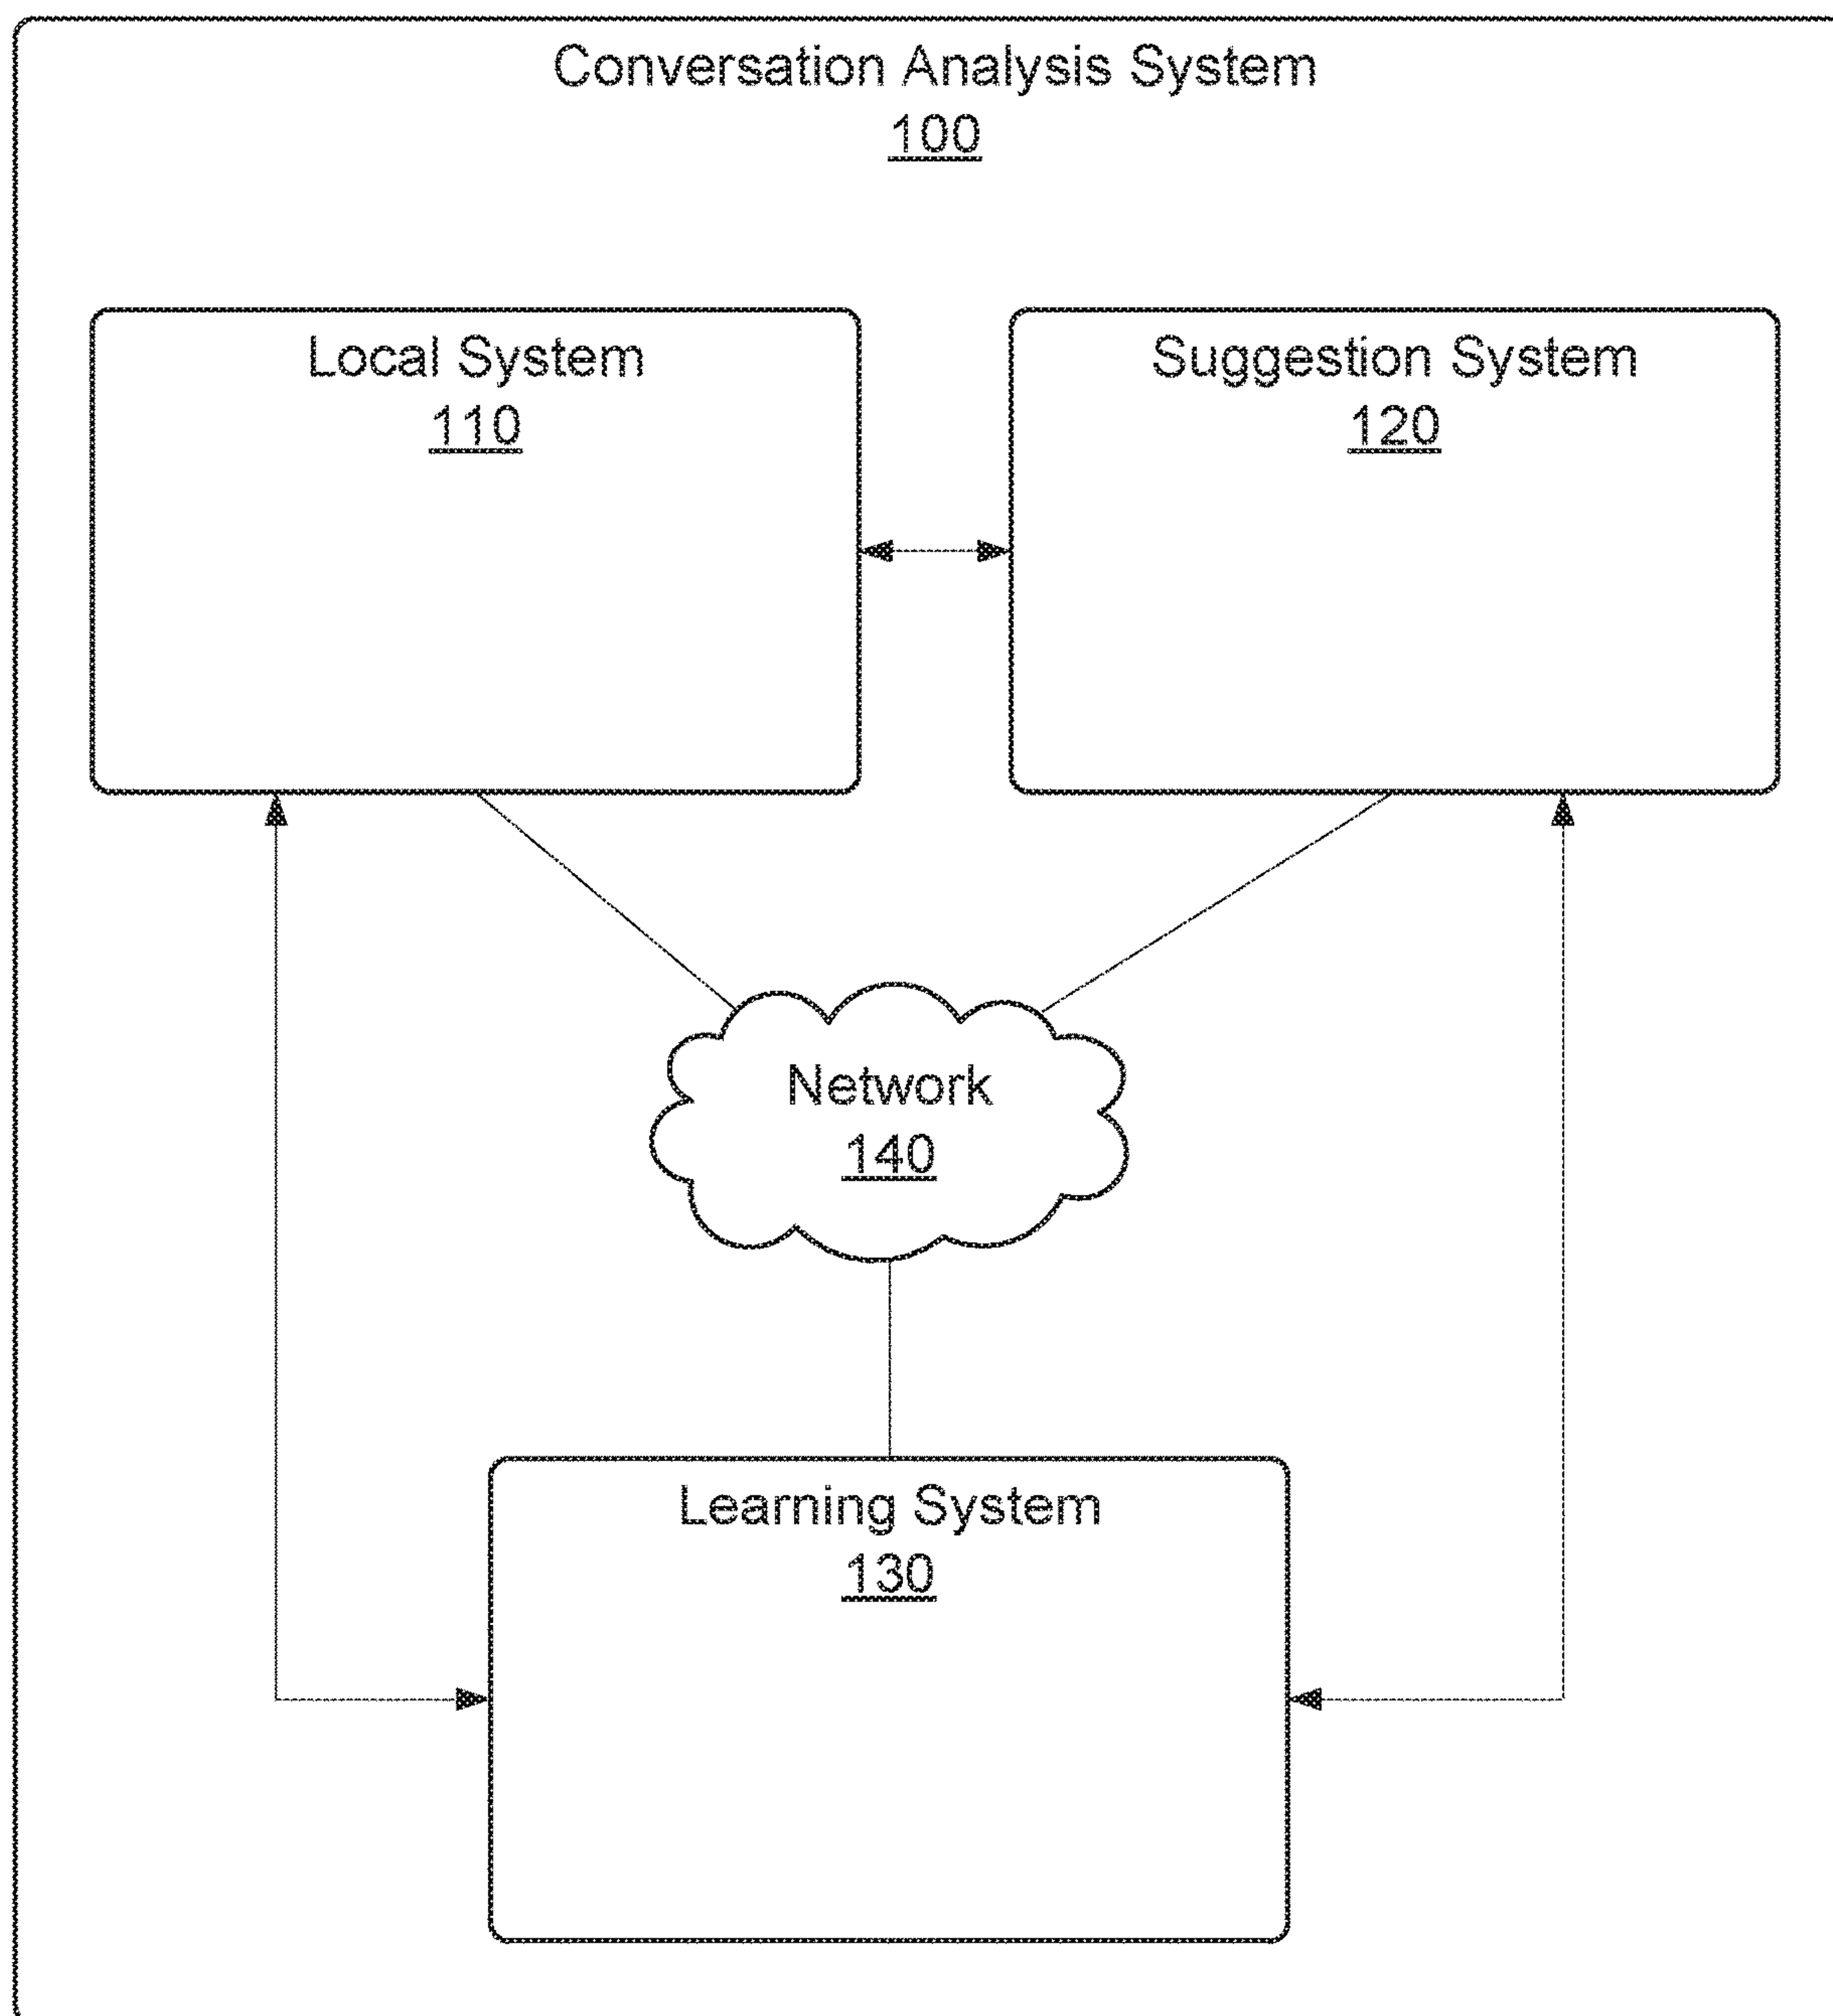 Conversation Analysis System
100
Local System
110
Suggestion System
120
Network
140
Learning System
130